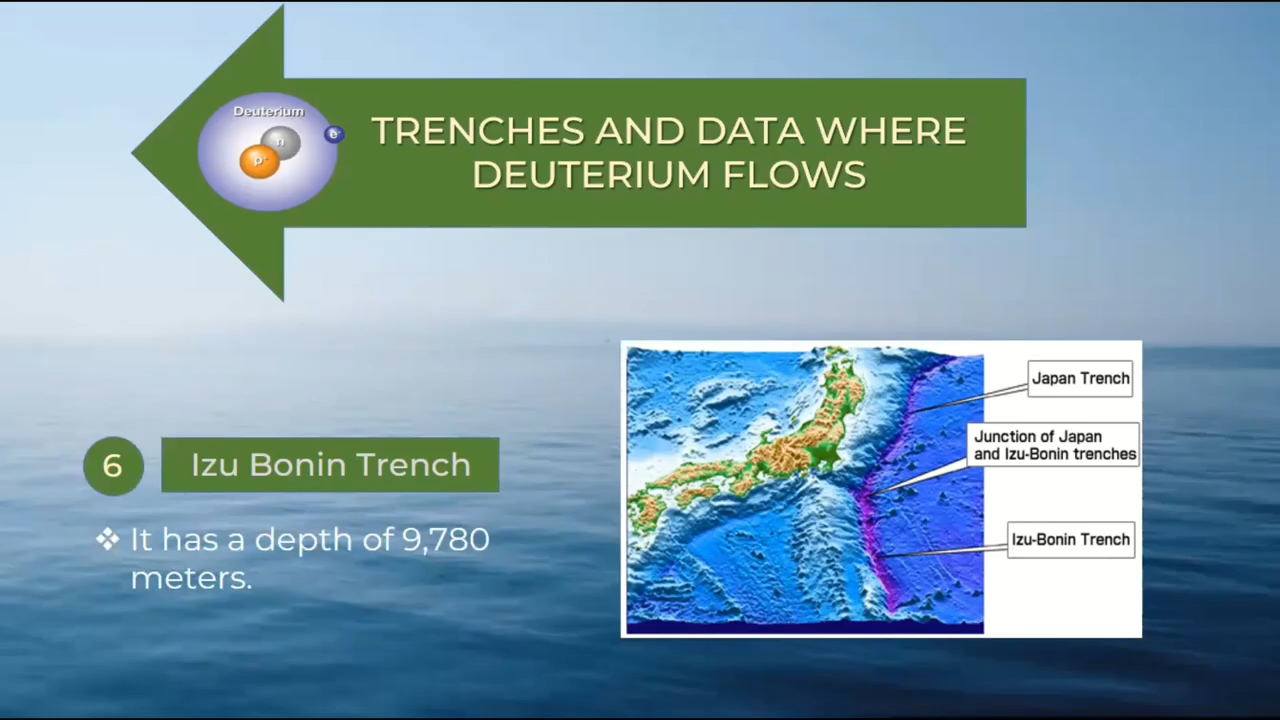 Deuterium
n
e-
p+
TRENCHES AND DATA WHERE
DEUTERIUM FLOWS
6
Izu Bonin Trench
❖ It has a depth of 9,780
meters.
Japan Trench
Junction of Japan
and Izu-Bonin trenches
Izu-Bonin Trench